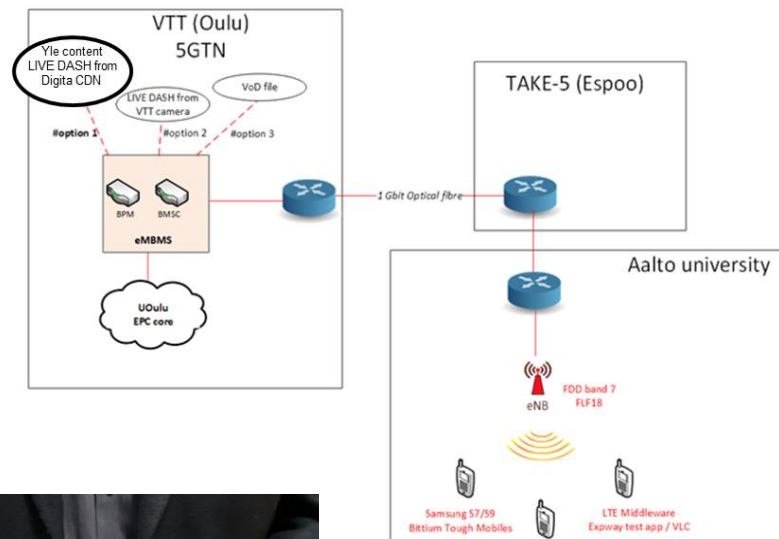 VTT (Oulu)
5GTN
Yle content
LIVE DASH from
Digita CDN
LIVE DASH from
VTT camera
VoD file
#option 1
#option 2
#option 3
BPM
BMSC
eMBMS
UOulu
EPC core
1 Gbit Optical fibre
TAKE-5 (Espoo)
Aalto university
eNB
FDD band 7
FLF18
Samsung S7/S9
Bittium Tough Mobiles
LTE Middleware
Expway test app / VLC